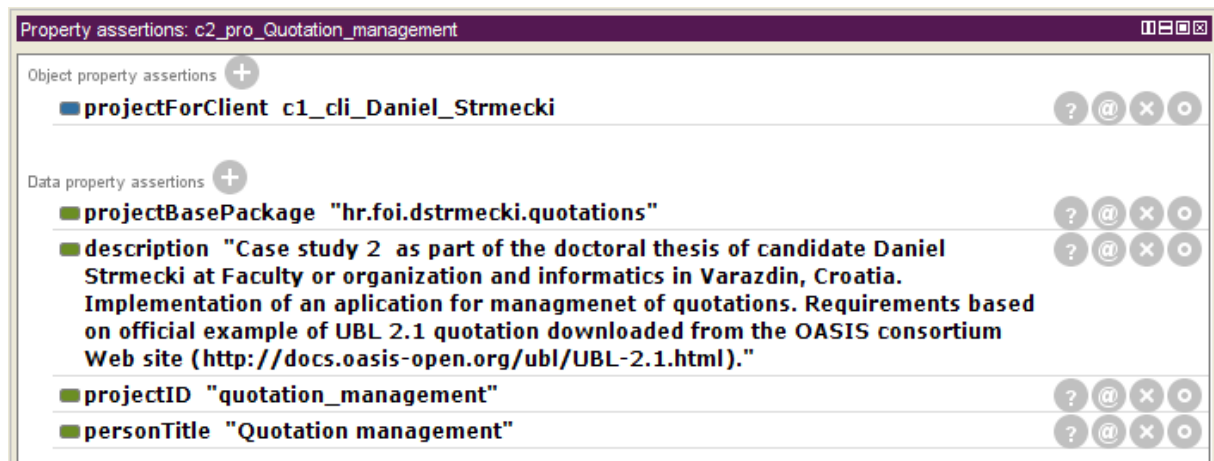 Property assertions: c2_pro_Quotation_management
Object property assertions
projectForClient c1_cli_Daniel_Strmecki
Data property assertions
projectBasePackage "hr.foi.dstrmecki.quotations"
description "Case study 2 as part of the doctoral thesis of candidate Daniel
Strmecki at Faculty or organization and informatics in Varazdin, Croatia.
Implementation of an aplication for managmenet of quotations. Requirements based
on official example of UBL 2.1 quotation downloaded from the OASIS consortium
Web site (http://docs.oasis-open.org/ubl/UBL-2.1.html)."
projectID "quotation_management"
personTitle "Quotation management"